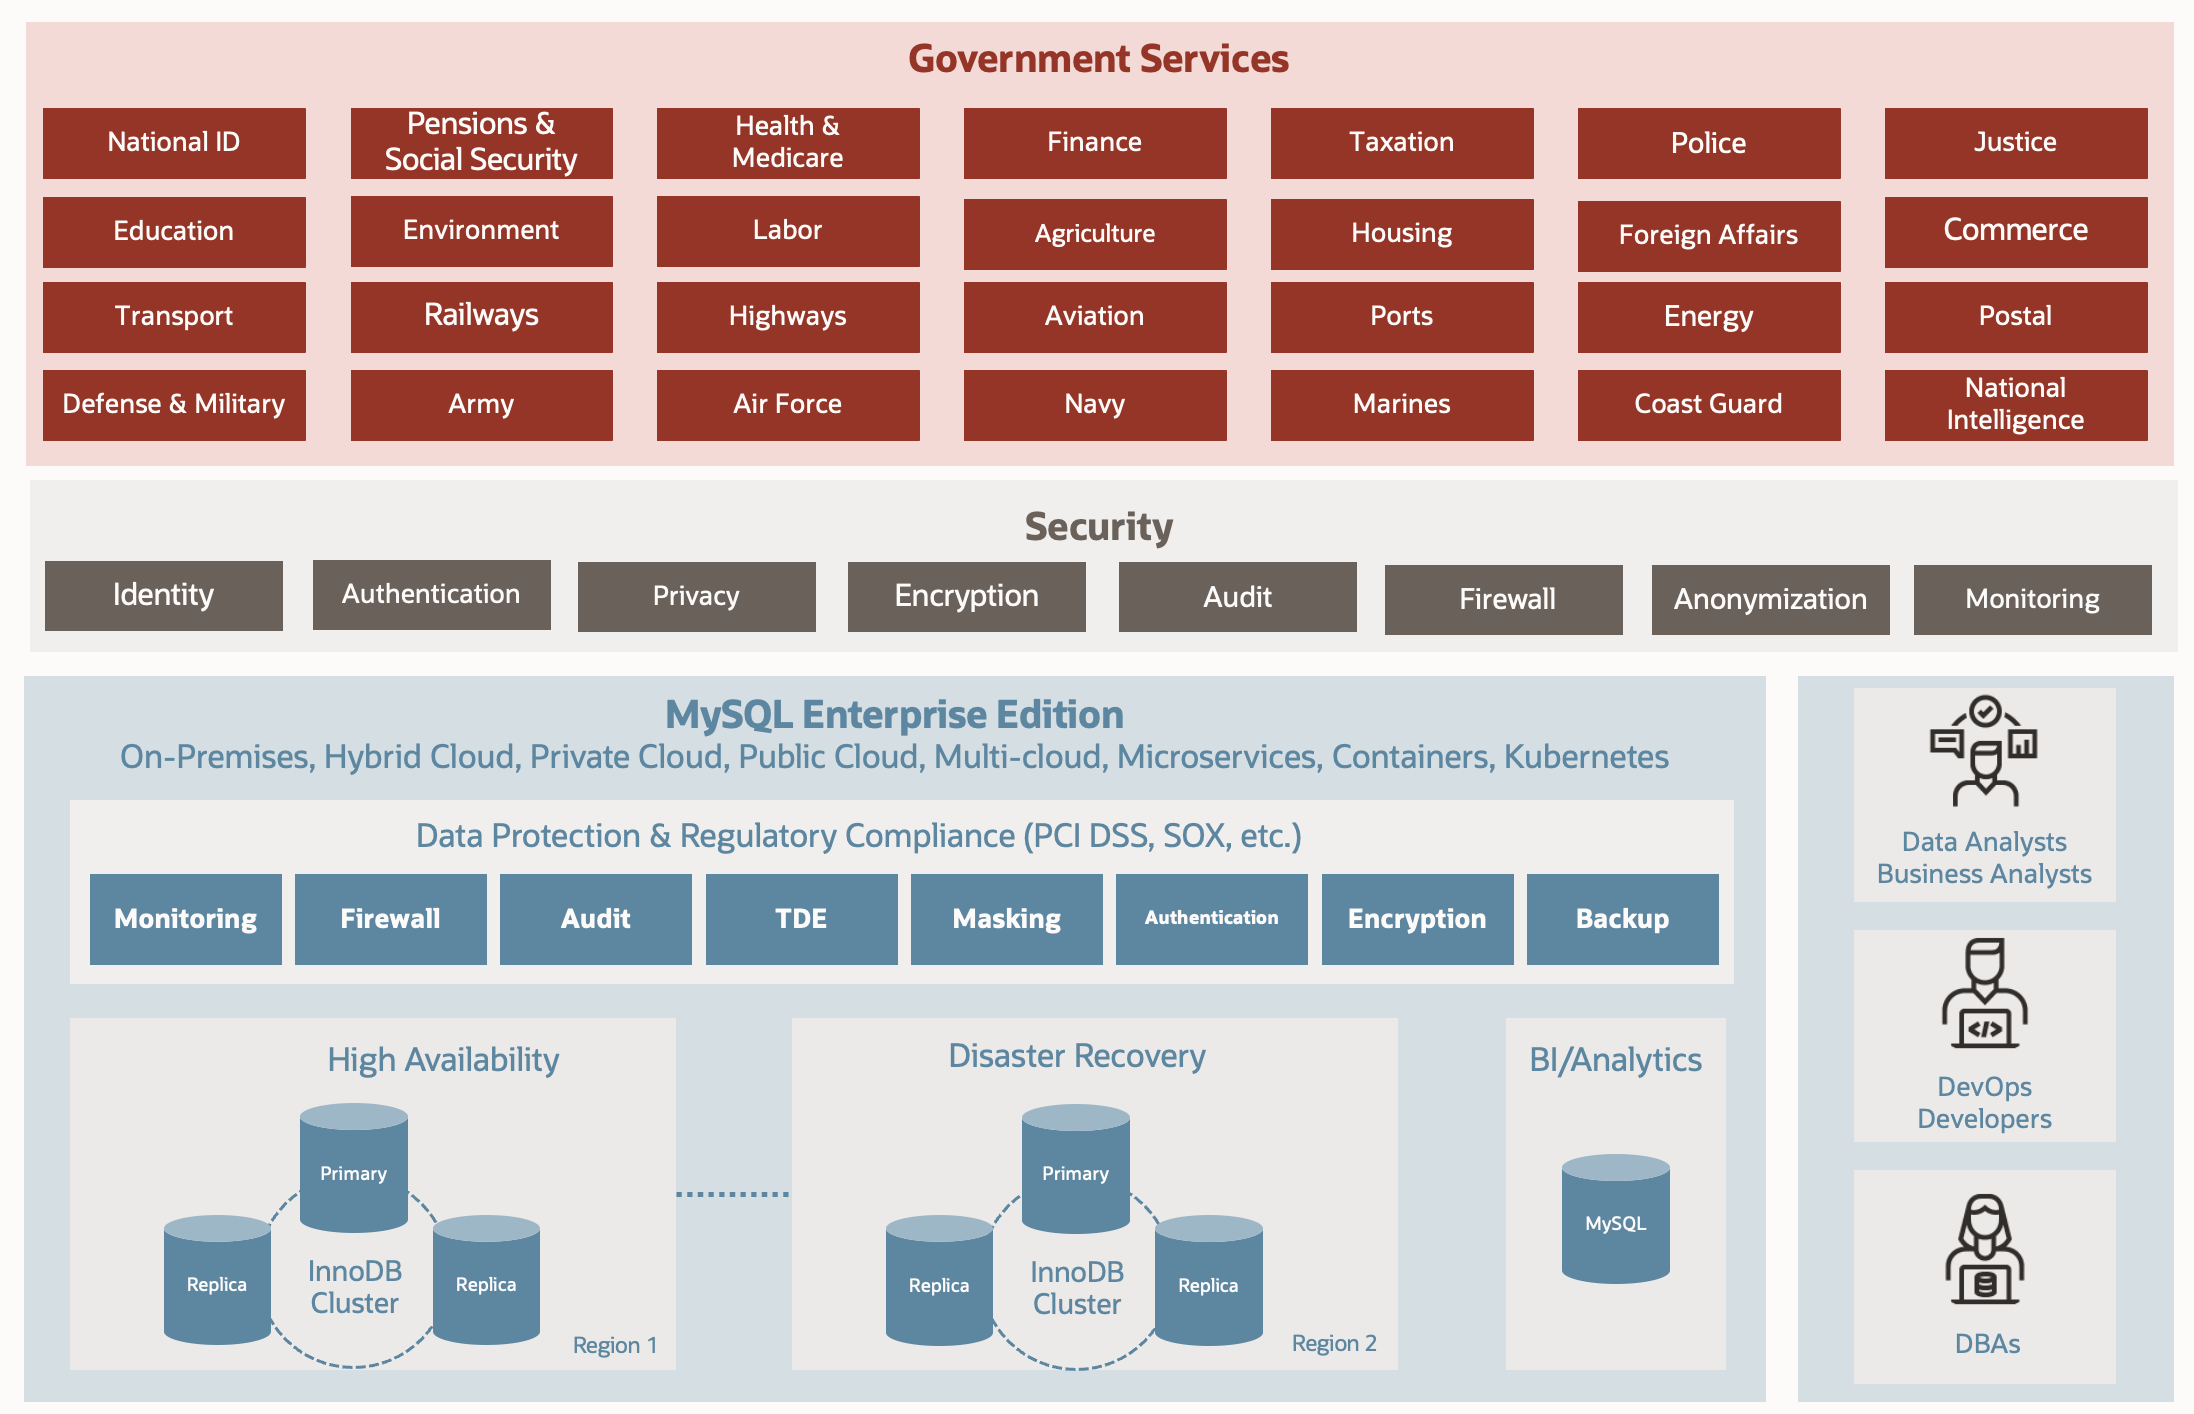 Government Services
National ID
Pensions &
Social Security
Health &
Medicare
Finance
Taxation
Police
Justice
Education
Environment
Labor
Agriculture
Housing
Foreign Affairs
Commerce
Transport
Railways
Highways
Aviation
Ports
Energy
Postal
Defense & Military
Army
Air Force
Navy
Marines
Coast Guard
National
Intelligence
Security
Identity
Authentication
Privacy
Encryption
Audit
Firewall
Anonymization
Monitoring
MySQL Enterprise Edition
On-Premises, Hybrid Cloud, Private Cloud, Public Cloud, Multi-cloud, Microservices, Containers, Kubernetes
Data Protection & Regulatory Compliance (PCI DSS, SOX, etc.)
Monitoring
Firewall
Audit
TDE
Masking
Authentication
Encryption
Backup
High Availability
Primary
Replica
InnoDB
Cluster
Replica
Region 1
Disaster Recovery
Primary
Replica
InnoDB
Cluster
Replica
Region 2
BI/Analytics
MySQL
Data Analysts
Business Analysts
</>
DevOps
Developers
DBAs